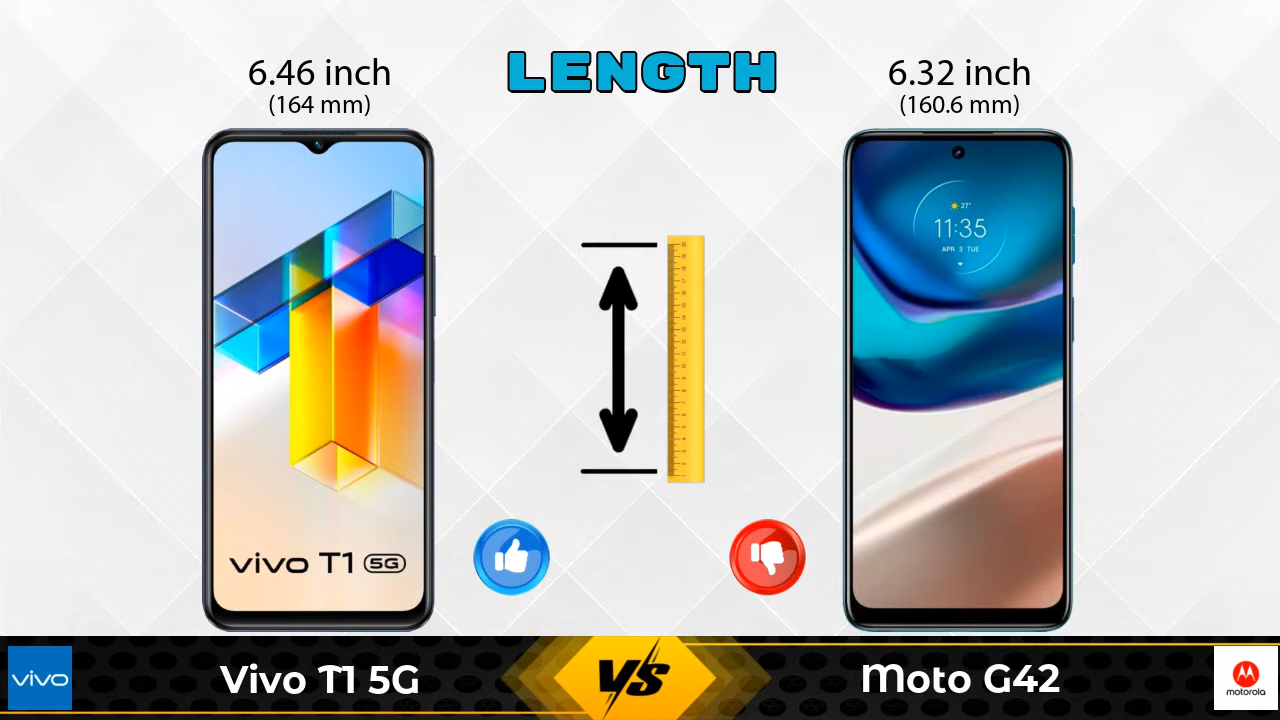 LENGTH
6.46 inch
(164 mm)
6.32 inch
(160.6 mm)
27°
11:35
APR 3 TUE
vivo T1 5G
vivo
Vivo T1 5G
VS
Moto G42
motorola